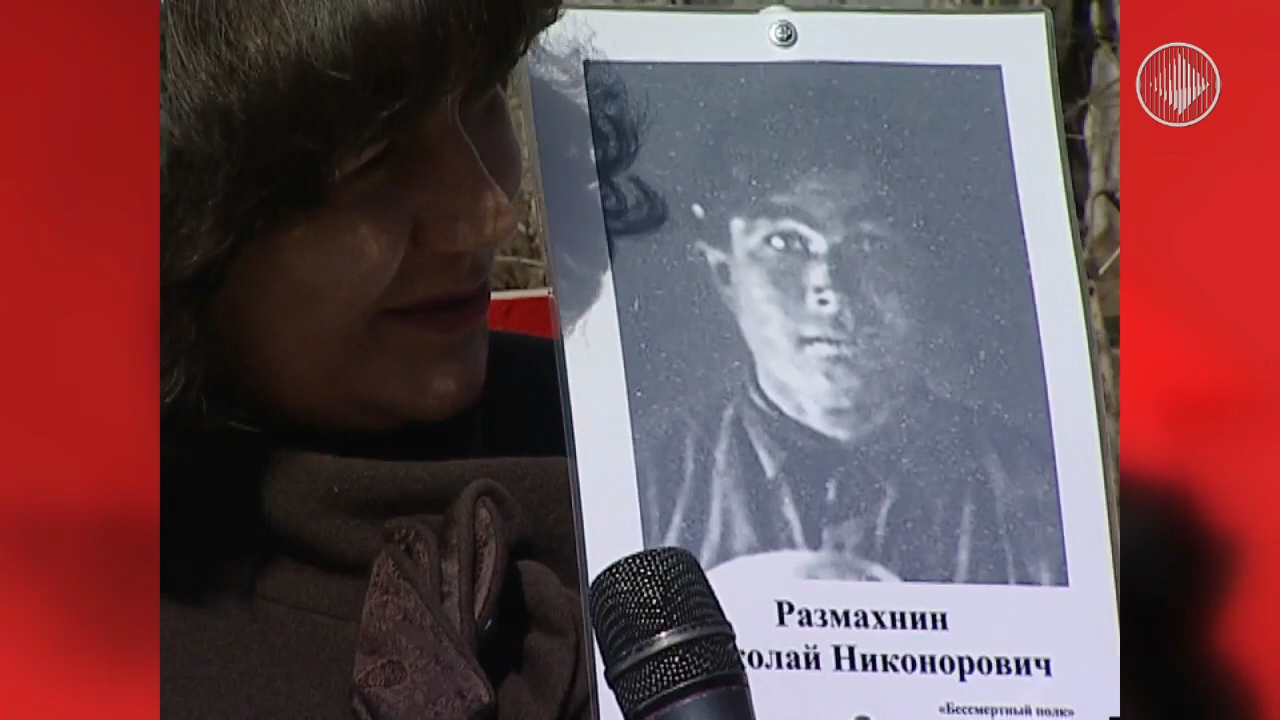 Размахнин
колай Никонорович
«Бессмертный полк»